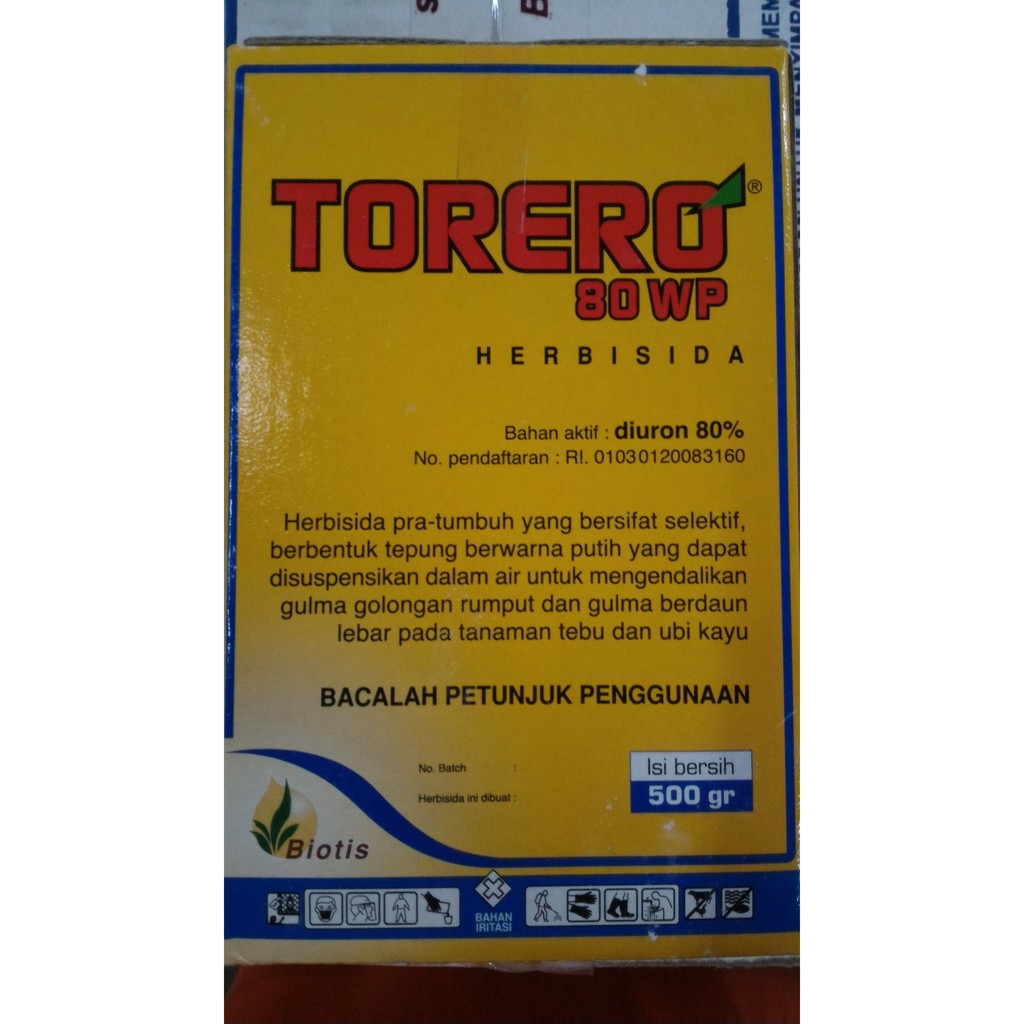 TORERO®
80 WP
HERBISIDA
Bahan aktif : diuron 80%
No. pendaftaran : RI. 01030120083160
Herbisida pra-tumbuh yang bersifat selektif,
berbentuk tepung berwarna putih yang dapat
disuspensikan dalam air untuk mengendalikan
gulma golongan rumput dan gulma berdaun
lebar pada tanaman tebu dan ubi kayu
BACALAH PETUNJUK PENGGUNAAN
No. Batch :
Herbisida ini dibuat :
Isi bersih
500 gr
Biotis
BAHAN
IRITASI